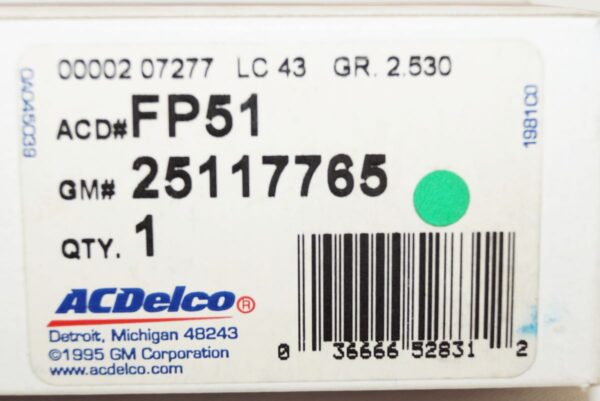 00002 07277 LC 43 GR. 2.530
ACD# FP51
GM# 25117765
QTY. 1
ACDelco®
Detroit, Michigan 48243
©1995 GM Corporation
www.acdelco.com
0 36666 52831 2
04045039
1981C0